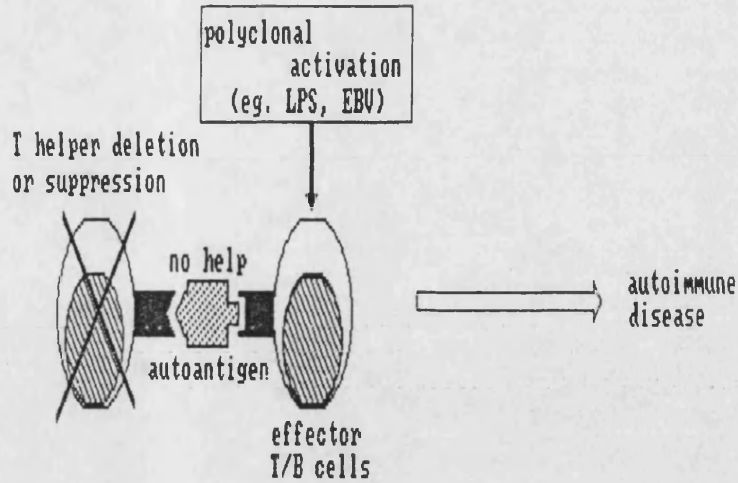 polyclonal
activation
(eg. LPS, EBV)
T helper deletion
or suppression
no help
autoantigen
autoimmune
disease
effector
T/B cells